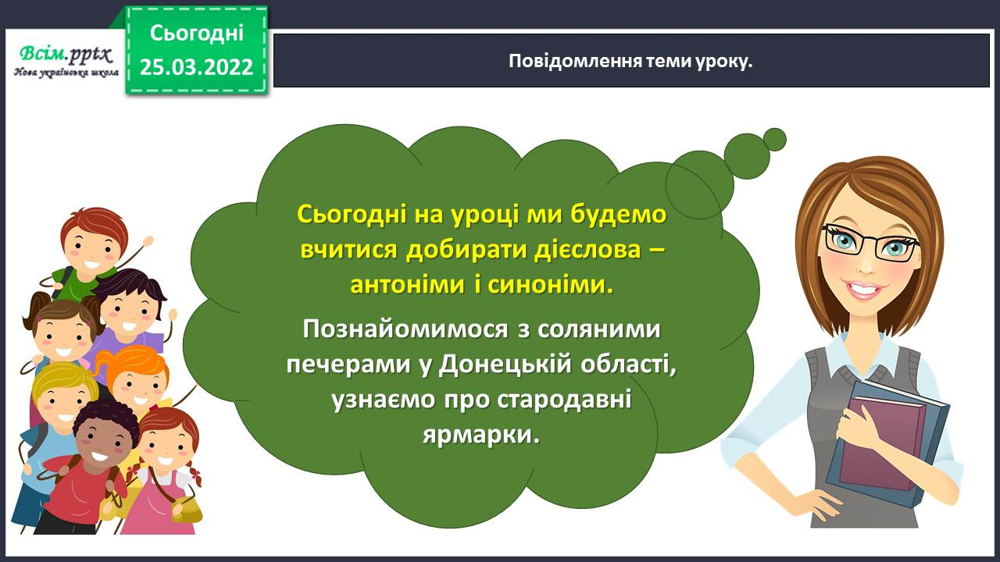 Сьогодні
25.03.2022
Всім.pptx
Нова українська школа
Повідомлення теми уроку.
Сьогодні на уроці ми будемо
вчитися добирати дієслова –
антоніми і синоніми.
Познайомимося з соляними
печерами у Донецькій області,
узнаємо про стародавні
ярмарки.